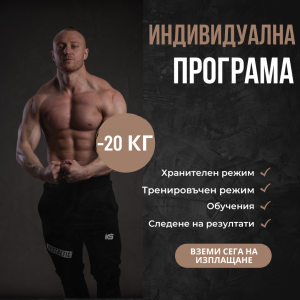 ИНДИВИДУАЛНА
ПРОГРАМА
-20 КГ
Хранителен режим
Тренировъчен режим
Обучения
Следене на резултати
ВЗЕМИ СЕГА НА
ИЗПЛАЩАНЕ